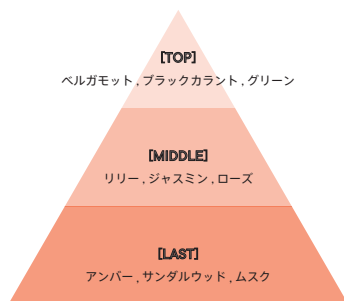 [TOP]
ベルガモット , ブラックカラント , グリーン
[MIDDLE]
リリー , ジャスミン , ローズ
[LAST]
アンバー , サンダルウッド , ムスク